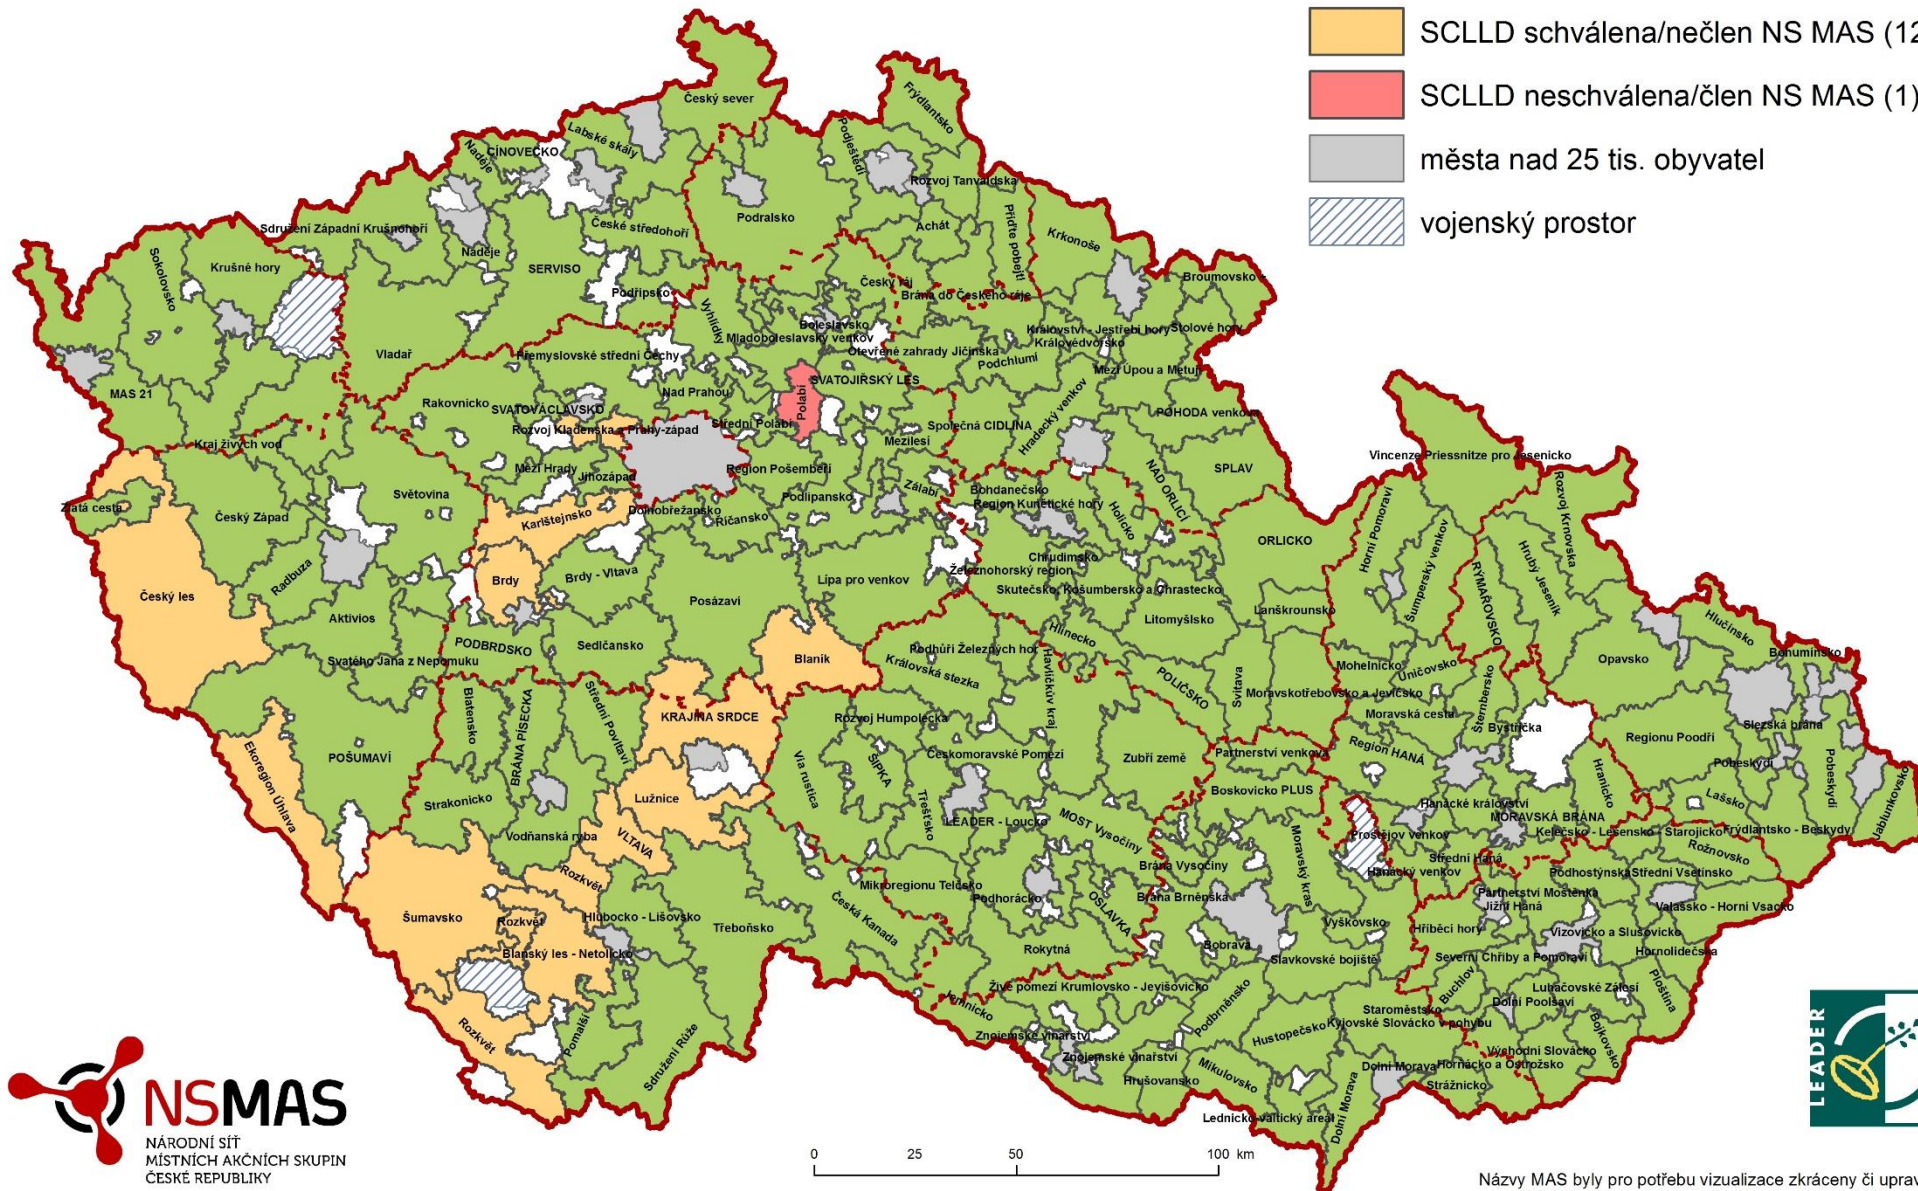 SCLLD schválena/nečlen NS MAS (12
SCLLD neschválena/člen NS MAS (1)
města nad 25 tis. obyvatel
vojenský prostor
Český sever
Frýdlantsko
Labské skály
CÍNOVEČKO
Naděje
Podještědí
Rozvoj Tanvaldska
Podralsko
Sdružení Západní Krušnohoří
České středohoří
Achát
Přiďte pobejt!
Krkonoše
Sokolovsko
Krušné hory
Naděje
SERVISO
Český ráj
Broumovsko +
Podřipsko
Vyhlídky
Brána do Českého ráje
Boleslavsko
Mladoboleslavský venkov
Království - Jestřebí hory
Stolové hory
Královédvorsko
Vladař
Přemyslovské střední Čechy
Otevřené zahrady Jičínska
Podchlumí
Mezi Úpou a Metují
MAS 21
Rakovnicko
SVATOVÁCLAVSKO
Nad Prahou
Polabí
SVATOJIŘSKÝ LES
Hradecký venkov
POHODA venkova
Kraj živých vod
Rozvoj Kladenska a Prahy-západ
Střední Polabí
Společná CIDLINA
Mezilesí
Vincenze Priessnitze pro Jesenicko
Mezi Hrady
Jihozápad
Region Pošembeří
NAD ORLICÍ
SPLAV
Zlatá cesta
Český Západ
Světovina
Karlštejnsko
Dolnobřežansko
Říčansko
Podlipansko
Zálabí
Bohdanečsko
Region Kunětické hory
Holicko
Horní Pomoraví
Šumperský venkov
Rozvoj Krnovska
ORLICKO
Hrubý Jeseník
RÝMAŘOVSKO
Radbuza
Brdy
Brdy - Vltava
Chrudimsko
Železnohorský region
Lípa pro venkov
Skutečsko, Košumbersko a Chrastecko
Český les
Aktivios
Posázaví
Litomyšlsko
Lanškrounsko
Hlučínsko
PODBRDSKO
Sedlčansko
Svatého Jana z Nepomuku
Blaník
Podhůří Železných hor
Hlinecko
Královská stezka
Havlíčkův kraj
POLIČSKO
Svitava
Moravskotřebovsko a Jevíčsko
Mohelnicko
Uničovsko
Šternbersko
Opavsko
Bohumínsko
Blatensko
BRÁNA PÍSECKA
Střední Povltaví
KRAJINA SRDCE
Rozvoj Humpolecka
Moravská cesta
Bystřička
Slezská brána
Regionu Poodří
POŠUMAVÍ
Ekoregion Úhlava
Via rustica
ŠIPKA
Českomoravské Pomezí
Zubří země
Partnerství venkova
Region HANÁ
Hranicko
Pobeskydí
Pobeskydí
Jablunkovsko
Strakonicko
Lužnice
Třešťsko
Boskovicko PLUS
Hanácké království
Lašsko
Vodňanská ryba
VLTAVA
LEADER - Loucko
MOST Vysočiny
Moravský kras
Prostějov venkov
MORAVSKÁ BRÁNA
Kelečsko - Lešensko - Starojicko
Frýdlantsko - Beskydy
Rožnovsko
Rozkvět
Brána Vysočiny
Střední Haná
Hanácký venkov
Podhostýnska
Střední Vsetínsko
Šumavsko
Mikroregionu Telčsko
Podhorácko
OSLAVKA
Brána Brněnska
Partnerství Moštěnka
Jižní Haná
Valašsko - Horní Vsacko
Rozkvět
Hlubocko - Lišovsko
Česká Kanada
Třeboňsko
Vyškovsko
Hříběcí hory
Vizovicko a Slušovicko
Blanský les - Netolicko
Rokytná
Bobrava
Slavkovské bojiště
Severní Chřiby a Pomoraví
Hornolidečska
Buchlov
Ploština
Živé pomezí Krumlovsko - Jevišovicko
Luhačovské Zálesí
Dolní Poolšaví
Jemnicko
Podbrněnsko
Staroměstsko
Kyjovské Slovácko v pohybu
Hustopečsko
Bojkovsko
Rozkvět
Pomalší
Sdružení Růže
Znojemské vinařství
Znojemské vinařství
Východní Slovácko
Hrušovansko
Mikulovsko
Dolní Morava
Horňácko a Ostrožsko
Strážnicko
Lednicko-valtický areál
Dolní Morava
NSMAS
NÁRODNÍ SÍŤ
MÍSTNÍCH AKČNÍCH SKUPIN
ČESKÉ REPUBLIKY
0 25 50 100 km
LEADER
Názvy MAS byly pro potřebu vizualizace zkráceny či uprav